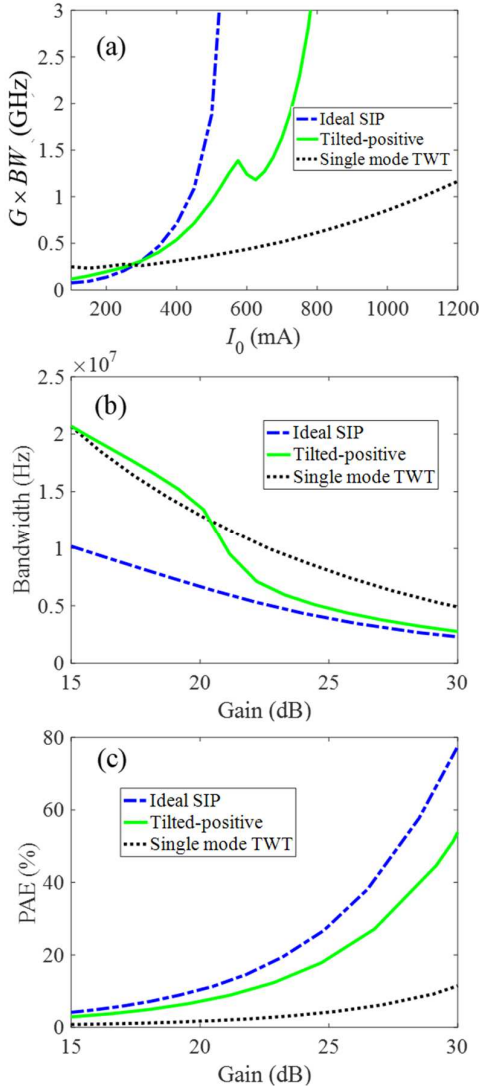 (a)
3
2.5
2
1.5
1
0.5
0
G × BW (GHz)
Ideal SIP
Tilted-positive
Single mode TWT
200 400 600 800 1000 1200
I0 (mA)
×10^7
(b)
2.5
2
1.5
1
0.5
0
Bandwidth (Hz)
Ideal SIP
Tilted-positive
Single mode TWT
15 20 25 30
Gain (dB)
(c)
80
60
40
20
0
PAE (%)
Ideal SIP
Tilted-positive
Single mode TWT
15 20 25 30
Gain (dB)